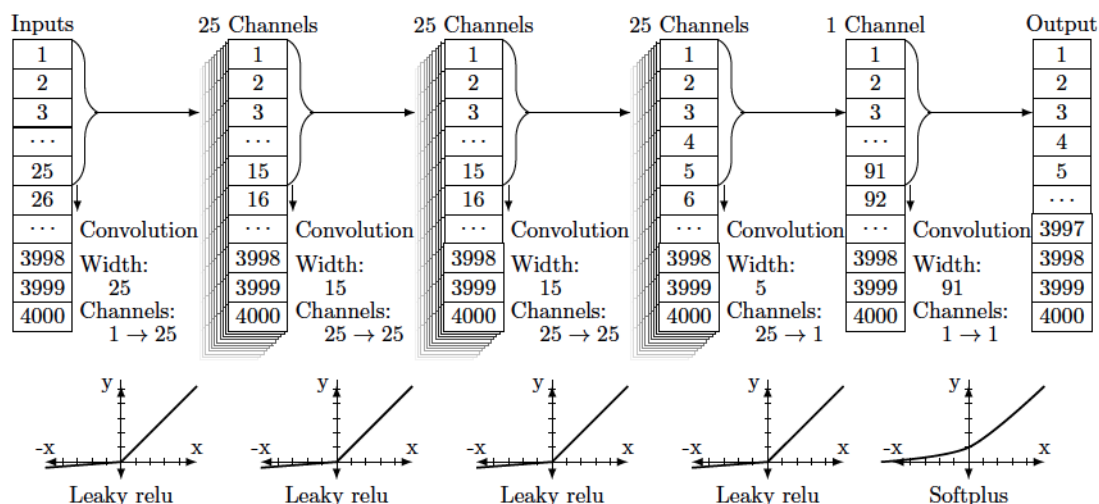 Inputs 25 Channels 25 Channels 25 Channels 1 Channel Output
1 1 1 1 1 1
2 2 2 2 2 2
3 3 3 3 3 3
··· ··· ··· 4 ··· 4
25 15 15 5 91 5
26 16 16 6 92 ···
··· Convolution ··· Convolution ··· Convolution ··· Convolution ··· Convolution 3997
3998 Width: 3998 Width: 3998 Width: 3998 Width: 3998 Width: 3998
3999 25 3999 15 3999 15 3999 5 3999 91 3999
4000 Channels: 4000 Channels: 4000 Channels: 4000 Channels: 4000 Channels: 4000
1 → 25 25 → 25 25 → 25 25 → 1 1 → 1
y y y y y
-x x -x x -x x -x x -x x
Leaky relu Leaky relu Leaky relu Leaky relu Softplus